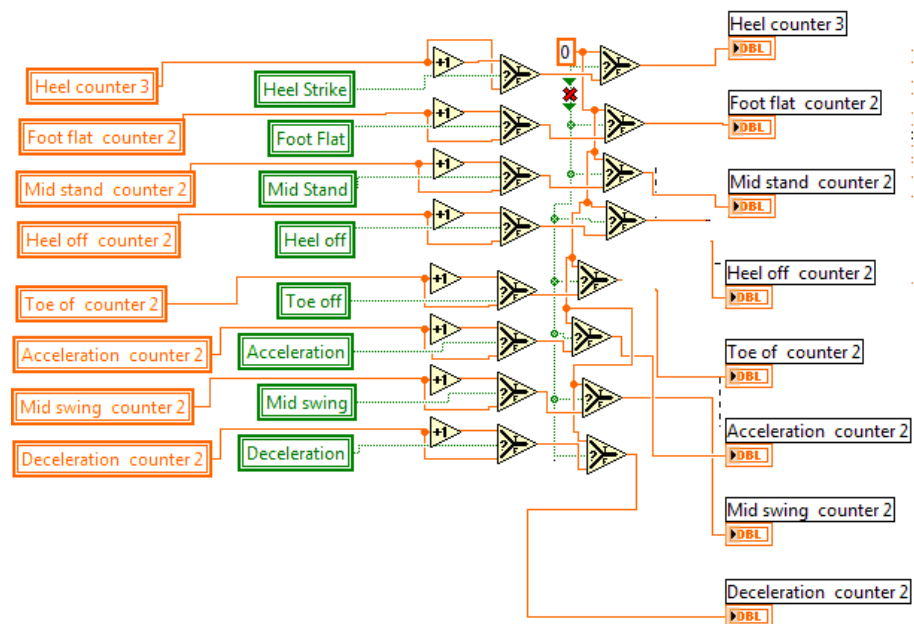 Heel counter 3
Foot flat counter 2
Mid stand counter 2
Heel off counter 2
Toe of counter 2
Acceleration counter 2
Mid swing counter 2
Deceleration counter 2
Heel Strike
Foot Flat
Mid Stand
Heel off
Toe off
Acceleration
Mid swing
Deceleration
+1
+1
+1
+1
+1
+1
+1
+1
?
F
?
F
?
F
?
F
?
F
?
F
?
F
?
F
0
?
F
?
F
?
F
?
F
?
F
?
F
?
F
?
F
Heel counter 3
DBL
Foot flat counter 2
DBL
Mid stand counter 2
DBL
Heel off counter 2
DBL
Toe of counter 2
DBL
Acceleration counter 2
DBL
Mid swing counter 2
DBL
Deceleration counter 2
DBL